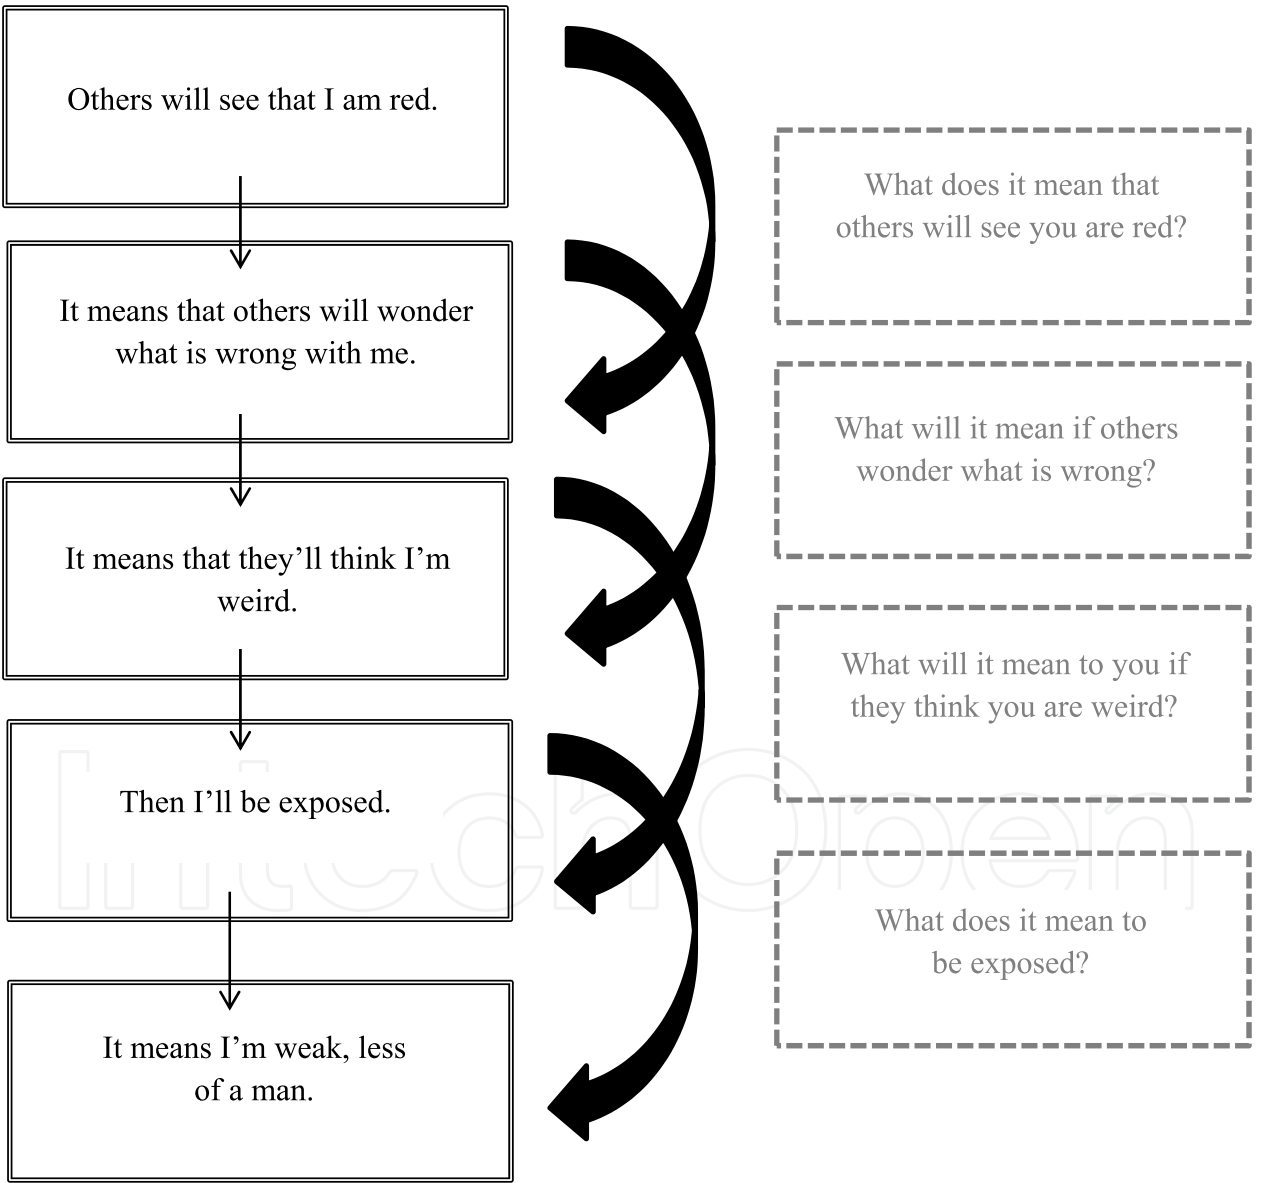 Others will see that I am red.
What does it mean that
others will see you are red?
It means that others will wonder
what is wrong with me.
What will it mean if others
wonder what is wrong?
It means that they’ll think I’m
weird.
What will it mean to you if
they think you are weird?
Then I’ll be exposed.
What does it mean to
be exposed?
It means I’m weak, less
of a man.
IntechOpen